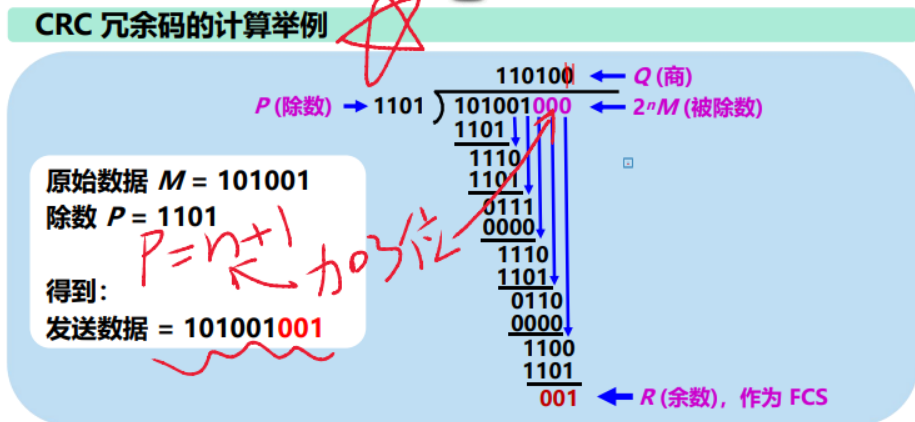 CRC 冗余码的计算举例
110100 Q (商)
P (除数) 1101 ) 101001000 2ⁿM (被除数)
1101
1110
1101
0111
0000
1110
1101
0110
0000
1100
1101
001 R (余数)，作为 FCS
原始数据 M = 101001
除数 P = 1101
P=n+1
加3位
得到：
发送数据 = 101001001